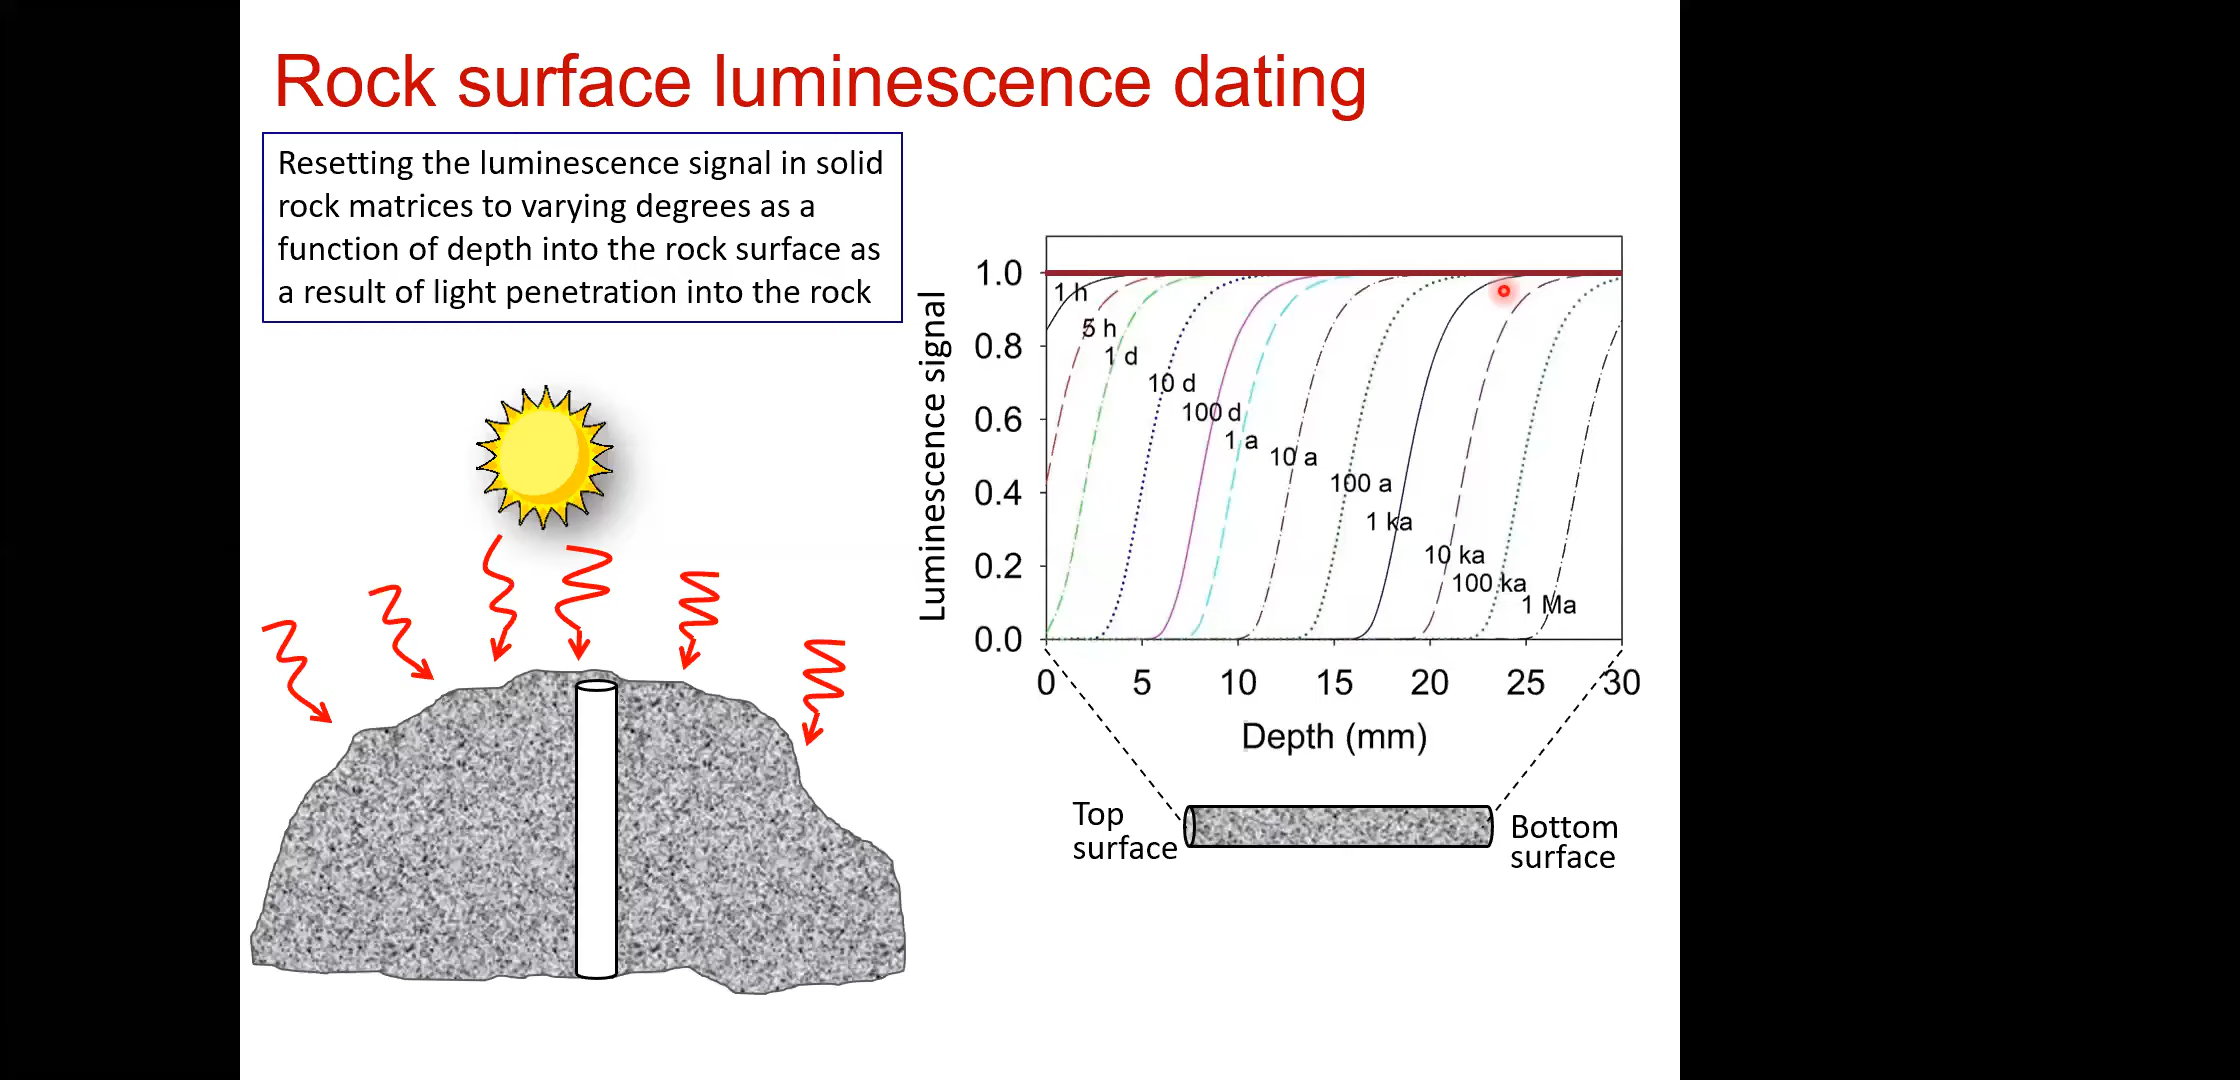 Rock surface luminescence dating
Resetting the luminescence signal in solid
rock matrices to varying degrees as a
function of depth into the rock surface as
a result of light penetration into the rock
Luminescence signal
1.0
0.8
0.6
0.4
0.2
0.0
1 h
5 h
1 d
10 d
100 d
1 a
10 a
100 a
1 ka
10 ka
100 ka
1 Ma
0 5 10 15 20 25 30
Depth (mm)
Top
surface
Bottom
surface